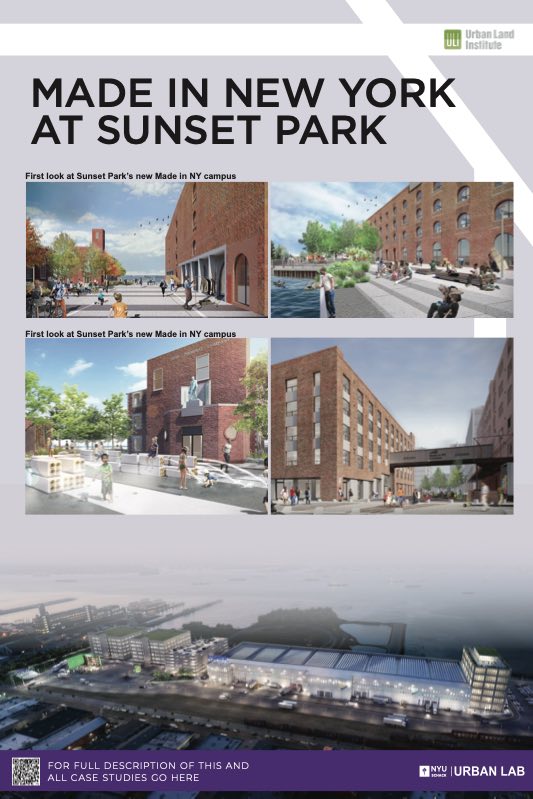 ULI Urban Land
Institute
MADE IN NEW YORK
AT SUNSET PARK
First look at Sunset Park's new Made in NY campus
First look at Sunset Park's new Made in NY campus
FOR FULL DESCRIPTION OF THIS AND
ALL CASE STUDIES GO HERE
NYU
SCHACK
URBAN LAB